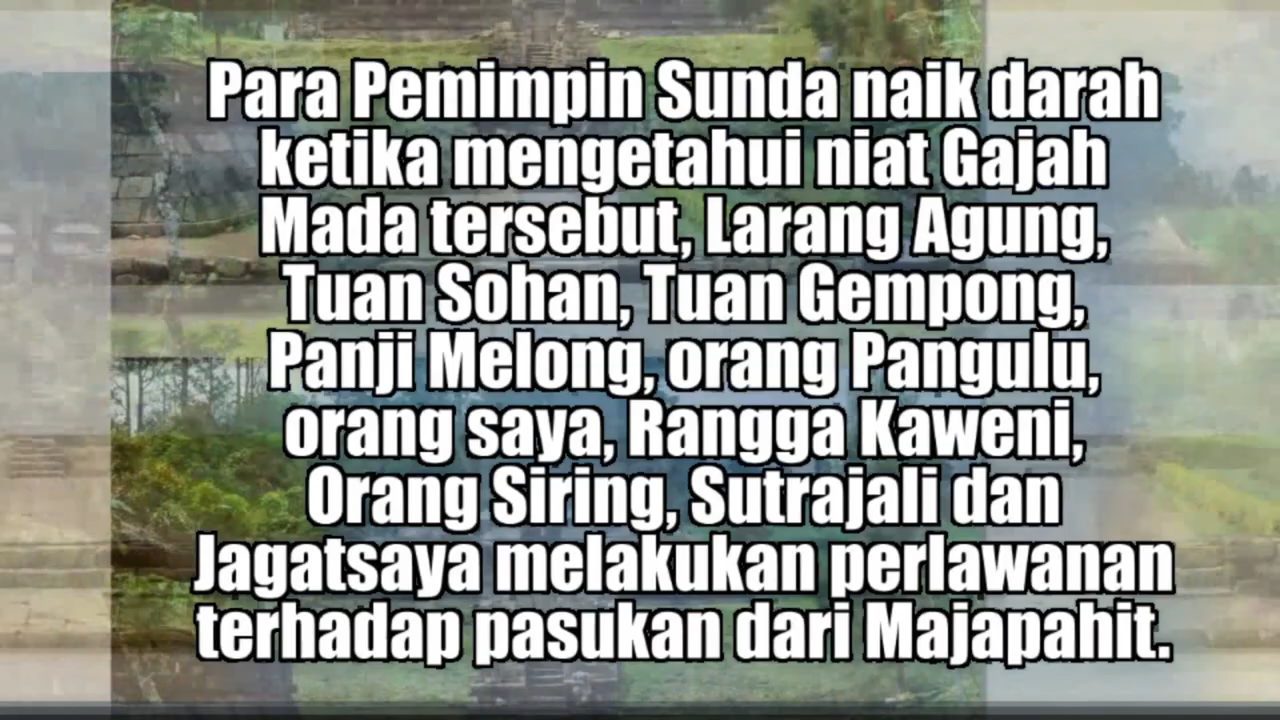 Para Pemimpin Sunda naik darah
ketika mengetahui niat Gajah
Mada tersebut, Larang Agung,
Tuan Sohan, Tuan Gempong,
Panji Melong, orang Pangulu,
orang saya, Rangga Kaweni,
Orang Siring, Sutrajali dan
Jagatsaya melakukan perlawanan
terhadap pasukan dari Majapahit.